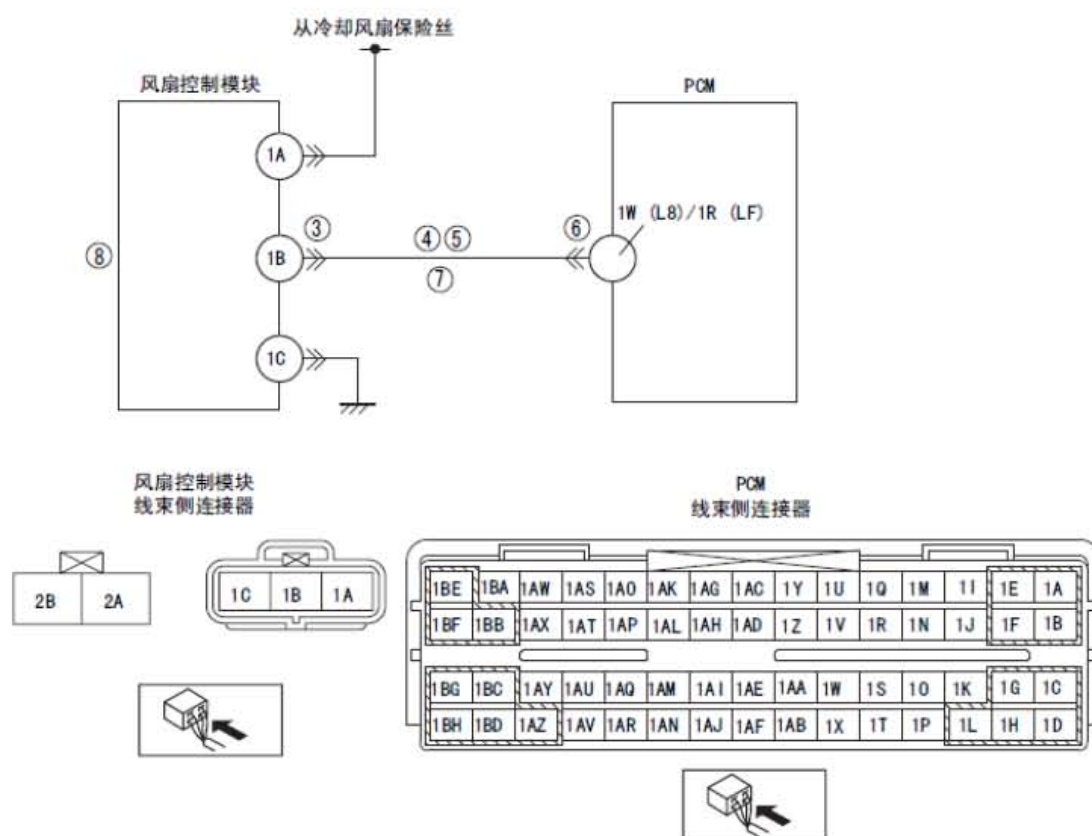 从冷却风扇保险丝
风扇控制模块
PCM
1A
1W (L8)/1R (LF)
③
④⑤
⑥
⑧
1B
⑦
1C
风扇控制模块
线束侧连接器
PCM
线束侧连接器
2B 2A
1C 1B 1A
1BE 1BA 1AW 1AS 1AO 1AK 1AG 1AC 1Y 1U 1Q 1M 1I 1E 1A
1BF 1BB 1AX 1AT 1AP 1AL 1AH 1AD 1Z 1V 1R 1N 1J 1F 1B
1BG 1BC 1AY 1AU 1AQ 1AM 1AI 1AE 1AA 1W 1S 1O 1K 1G 1C
1BH 1BD 1AZ 1AV 1AR 1AN 1AJ 1AF 1AB 1X 1T 1P 1L 1H 1D